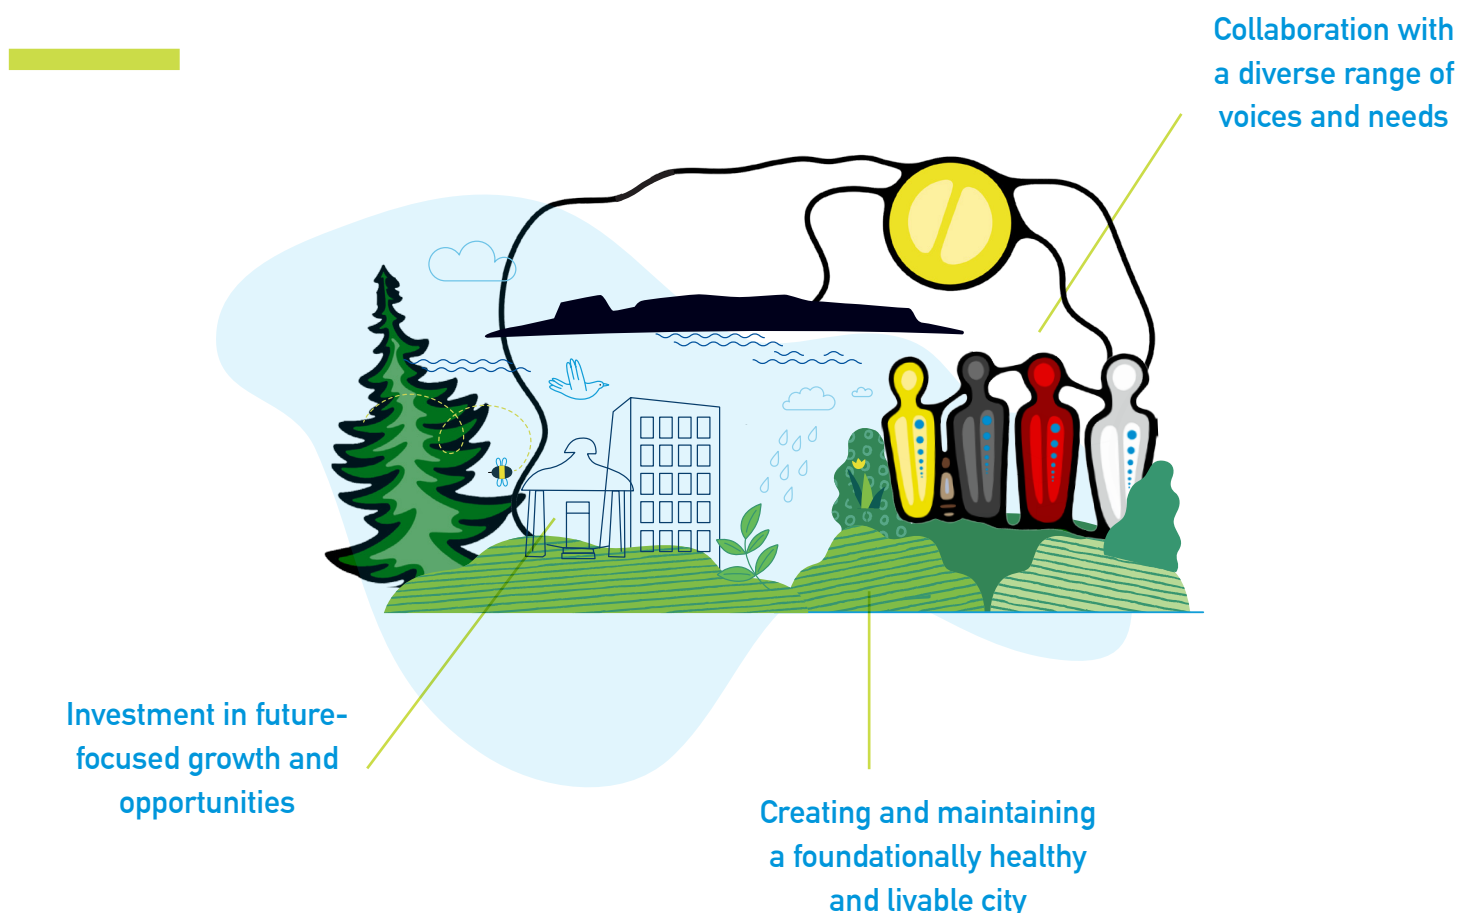 Collaboration with
a diverse range of
voices and needs
Investment in future-
focused growth and
opportunities
Creating and maintaining
a foundationally healthy
and livable city